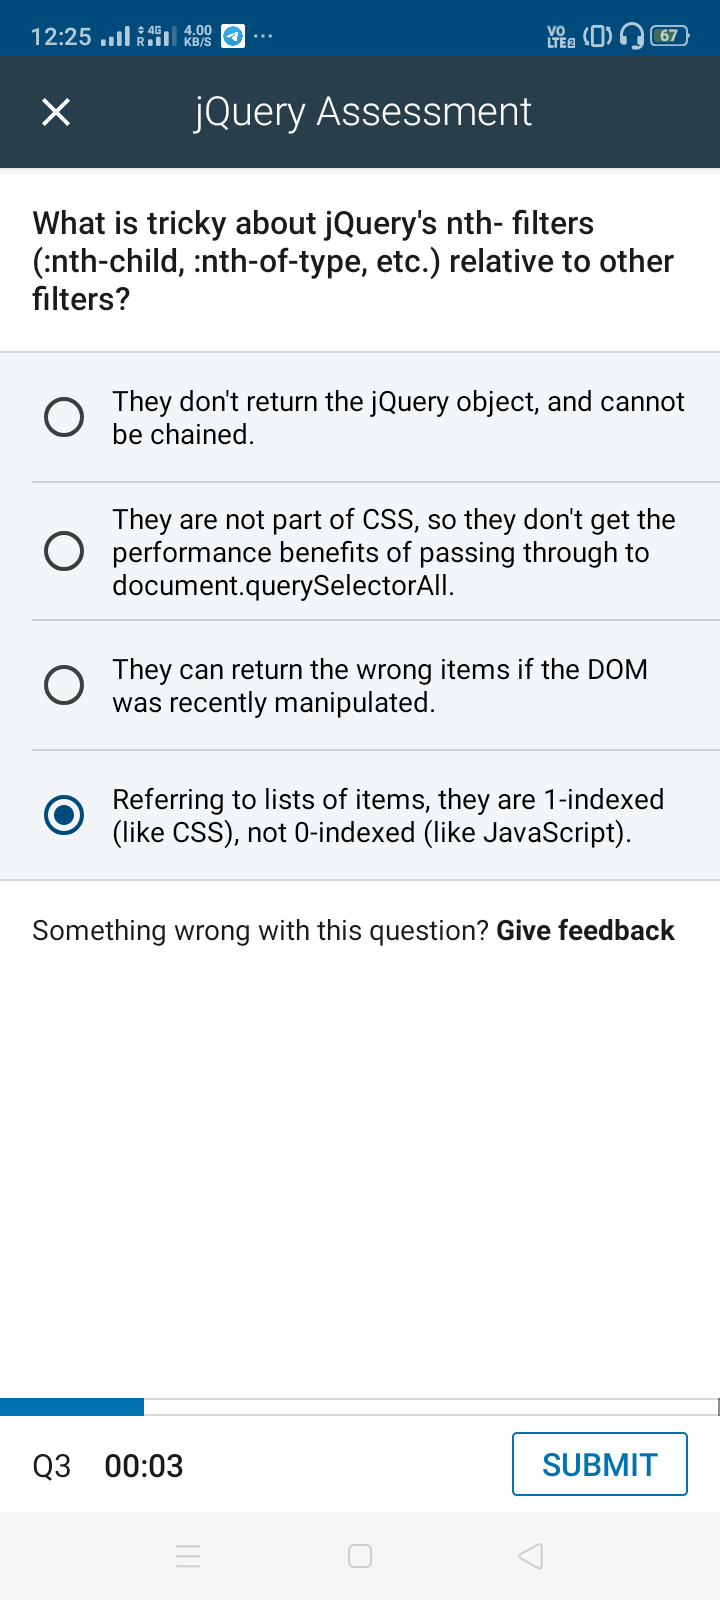 12:25 R 4G 4.00 KB/S ... VO LTE2 67
jQuery Assessment
What is tricky about jQuery's nth- filters
(:nth-child, :nth-of-type, etc.) relative to other
filters?
They don't return the jQuery object, and cannot
be chained.
They are not part of CSS, so they don't get the
performance benefits of passing through to
document.querySelectorAll.
They can return the wrong items if the DOM
was recently manipulated.
Referring to lists of items, they are 1-indexed
(like CSS), not 0-indexed (like JavaScript).
Something wrong with this question? Give feedback
Q3 00:03 SUBMIT